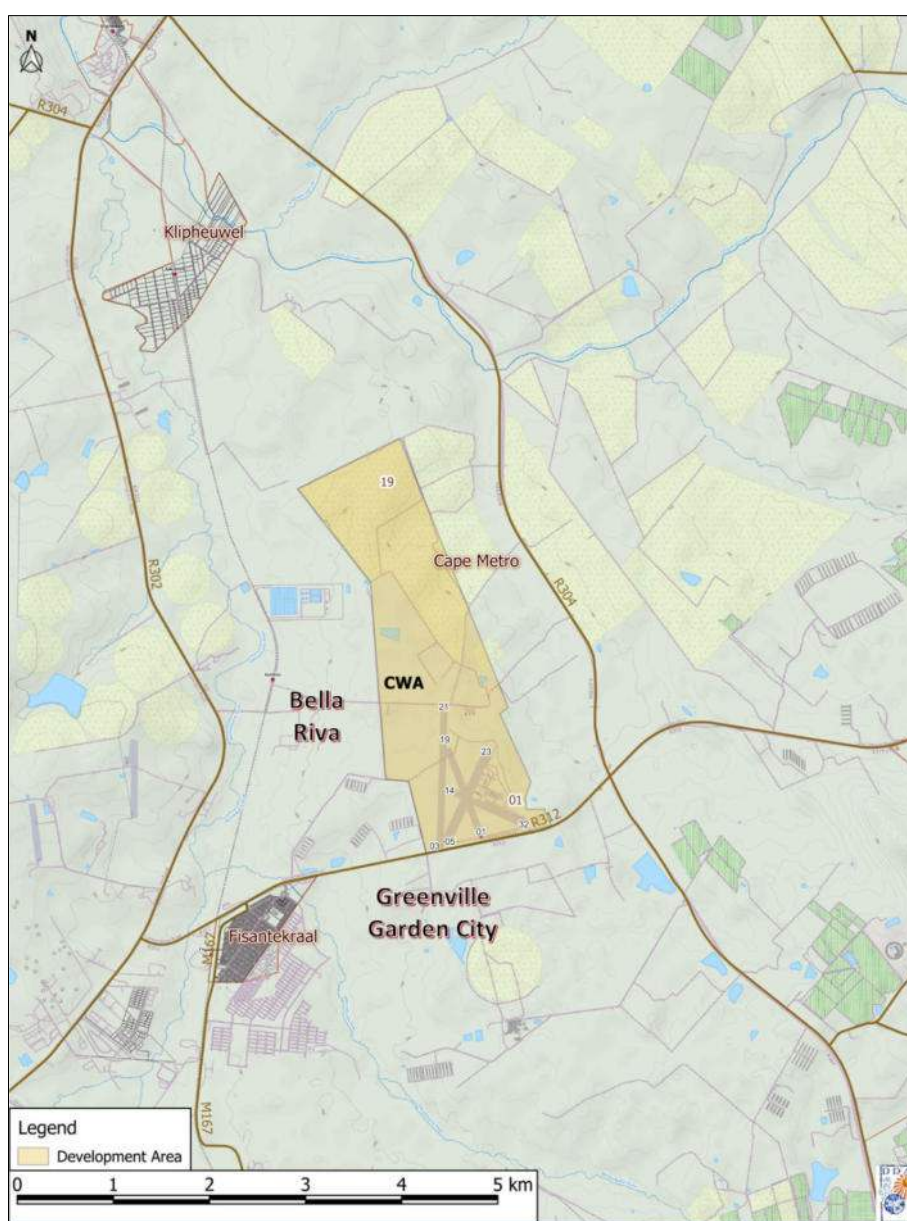 N
R304
Klipheuwel
19
Cape Metro
R302
R304
CWA
Bella
Riva
21
19
23
14
01
32
R312
03
05
01
Greenville
Garden City
Fisantekraal
M167
M167
Legend
Development Area
0 1 2 3 4 5 km